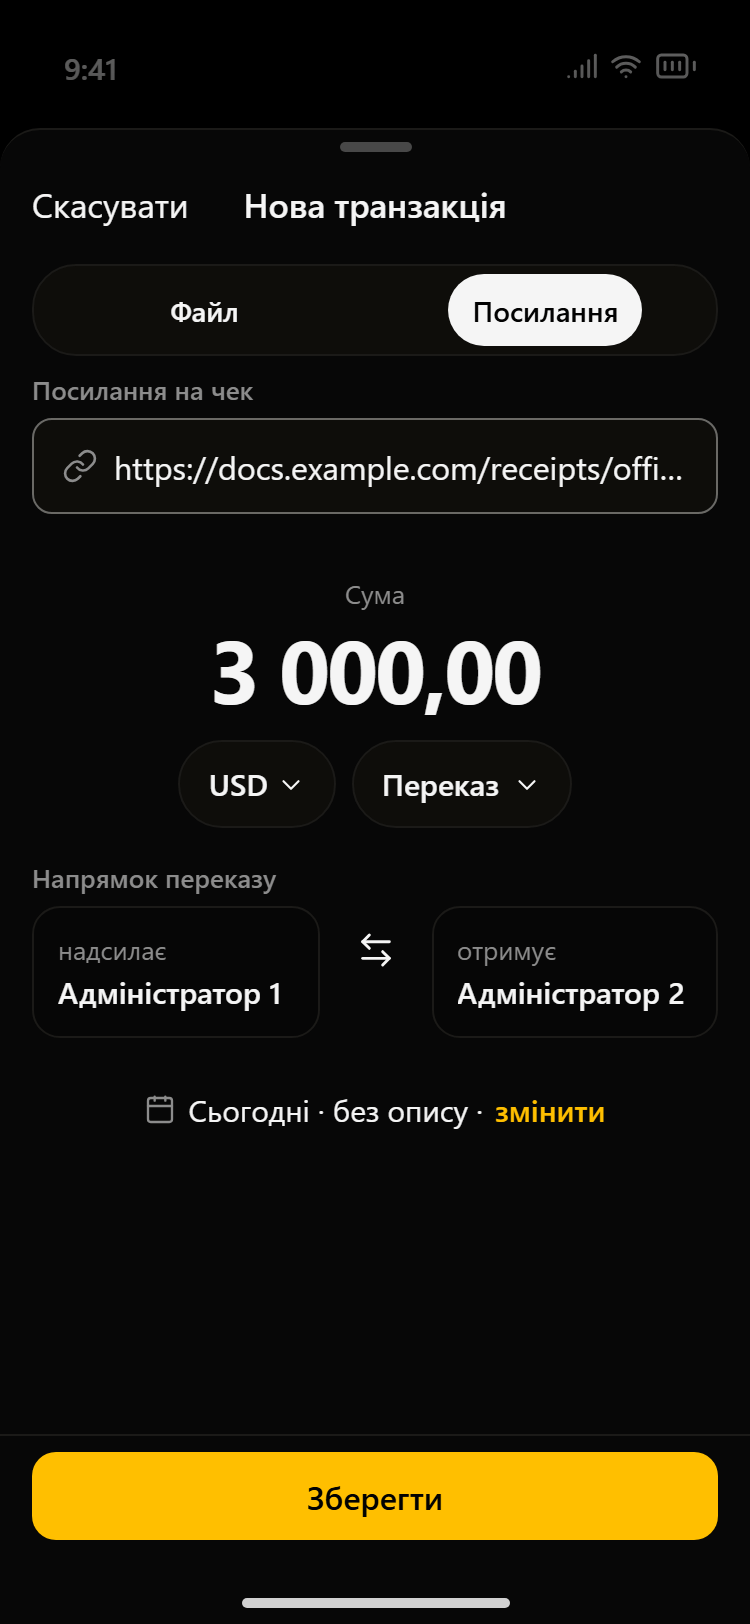 9:41
Скасувати Нова транзакція
Файл Посилання
Посилання на чек
https://docs.example.com/receipts/offi...
Сума
3 000,00
USD Переказ
Напрямок переказу
надсилає
Адміністратор 1
отримує
Адміністратор 2
Сьогодні · без опису · змінити
Зберегти